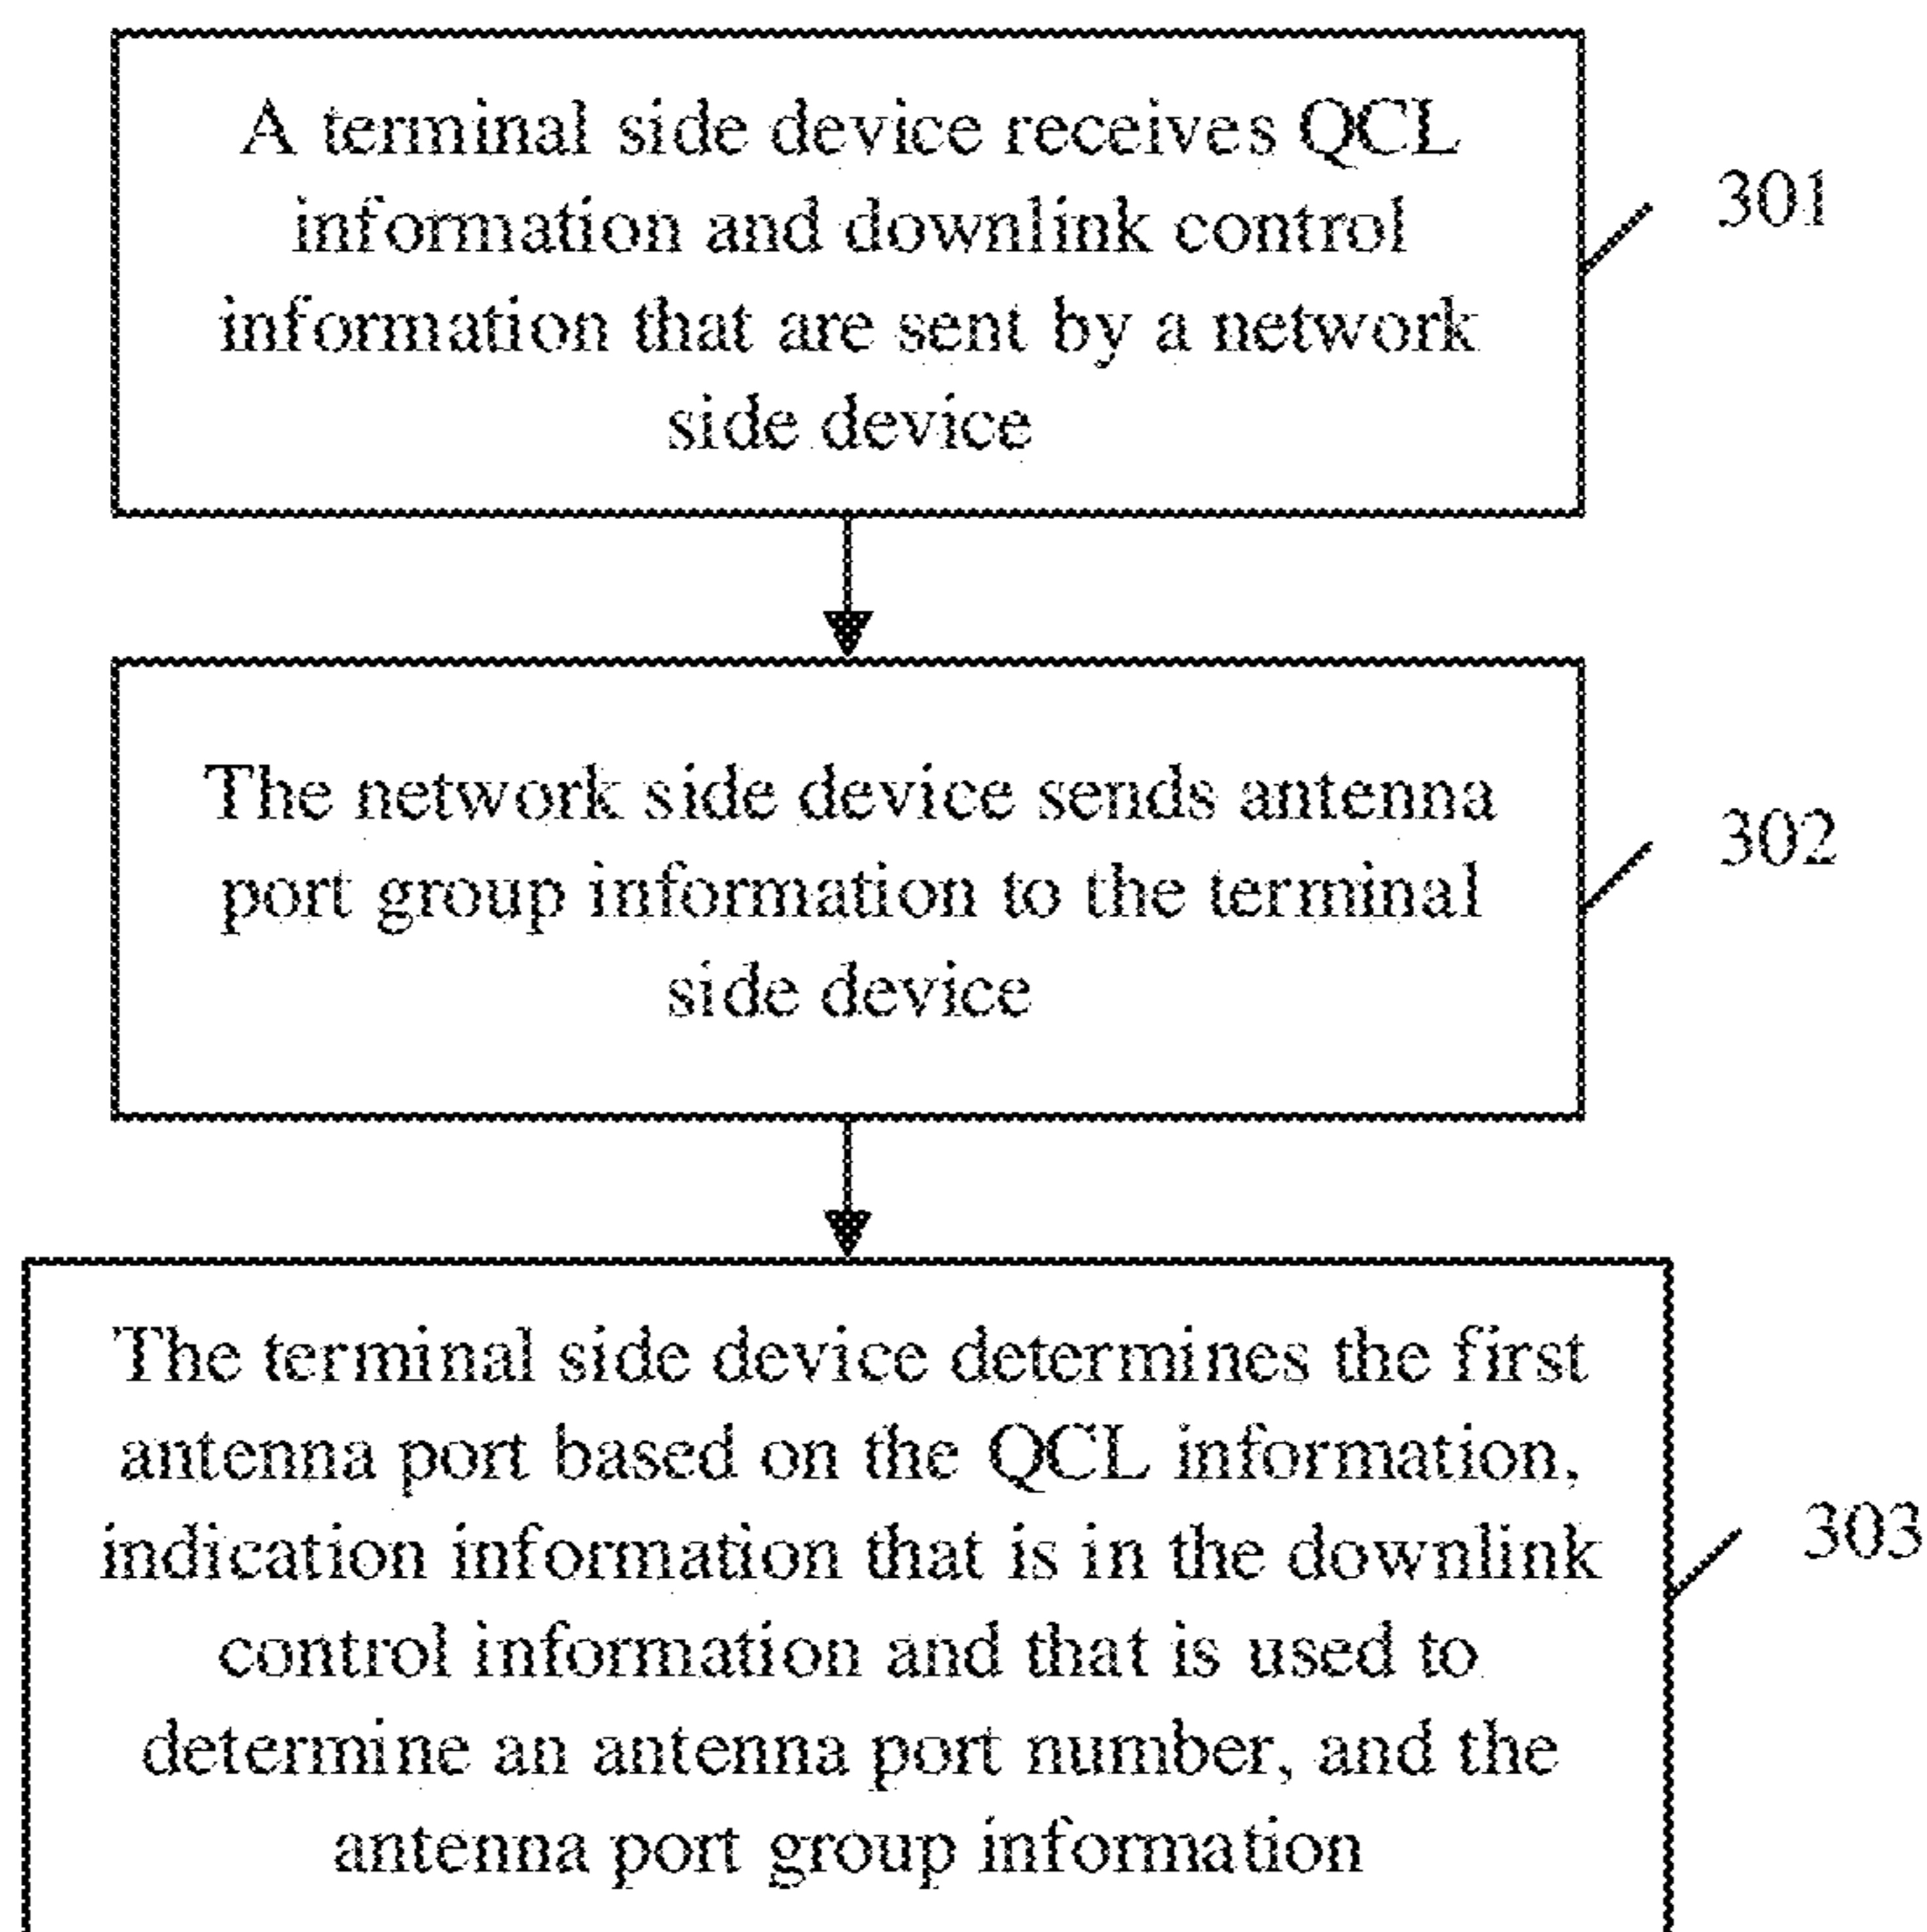 A terminal side device receives QCL
information and downlink control
information that are sent by a network
side device
301
The network side device sends antenna
port group information to the terminal
side device
302
The terminal side device determines the first
antenna port based on the QCL information,
indication information that is in the downlink
control information and that is used to
determine an antenna port number, and the
antenna port group information
303